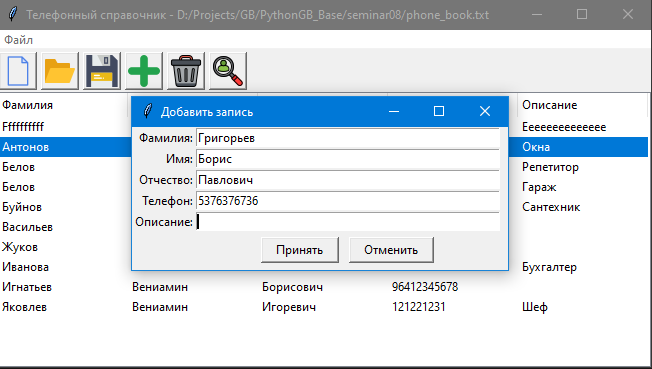 Телефонный справочник - D:/Projects/GB/PythonGB_Base/seminar08/phone_book.txt
Файл
Фамилия Описание
Ffffffffff Eeeeeeeeeeeeee
Антонов Окна
Белов Репетитор
Белов Гараж
Буйнов Сантехник
Васильев
Жуков
Иванова Бухгалтер
Игнатьев Вениамин Борисович 96412345678
Яковлев Вениамин Игоревич 121221231 Шеф
Добавить запись
Фамилия: Григорьев
Имя: Борис
Отчество: Павлович
Телефон: 5376376736
Описание:
Принять Отменить